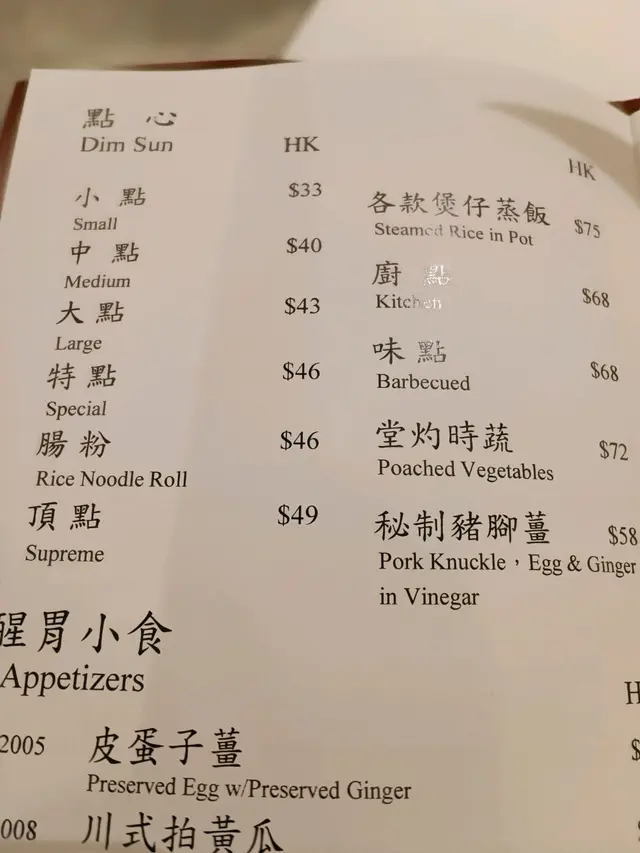 點 心
Dim Sun HK
小 點 $33
Small
中 點 $40
Medium
大 點 $43
Large
特 點 $46
Special
腸 粉 $46
Rice Noodle Roll
頂 點 $49
Supreme
HK
各款煲仔蒸飯 $75
Steamed Rice in Pot
廚 點 $68
Kitchen
味 點 $68
Barbecued
堂灼時蔬 $72
Poached Vegetables
秘制豬腳薑 $58
Pork Knuckle，Egg & Ginger
in Vinegar
醒胃小食
Appetizers
H
2005 皮蛋子薑 $
Preserved Egg w/Preserved Ginger
008 川式拍黃瓜